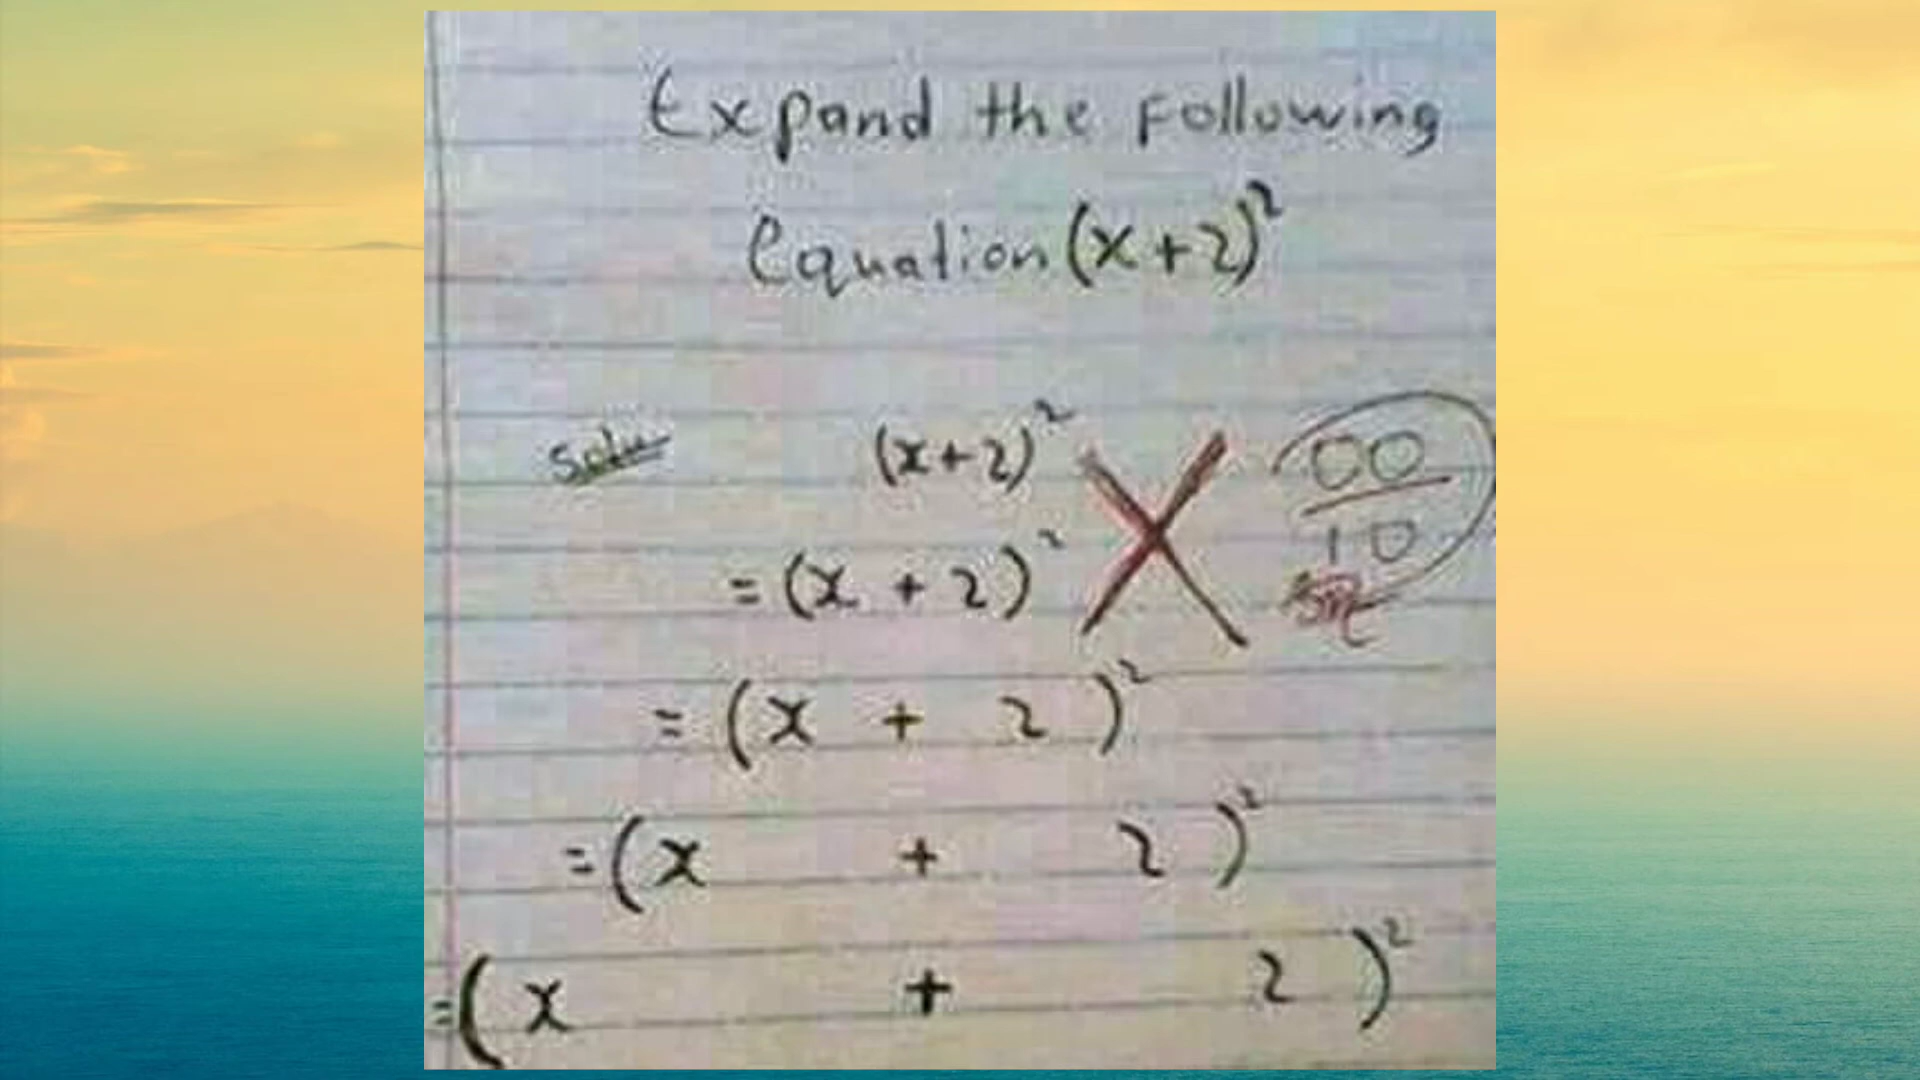 Expand the Following
Equation (x+2)²
Soln (x+2)²
= (x + 2)²
= (x + 2)²
= (x + 2)²
= (x + 2)²
00
10